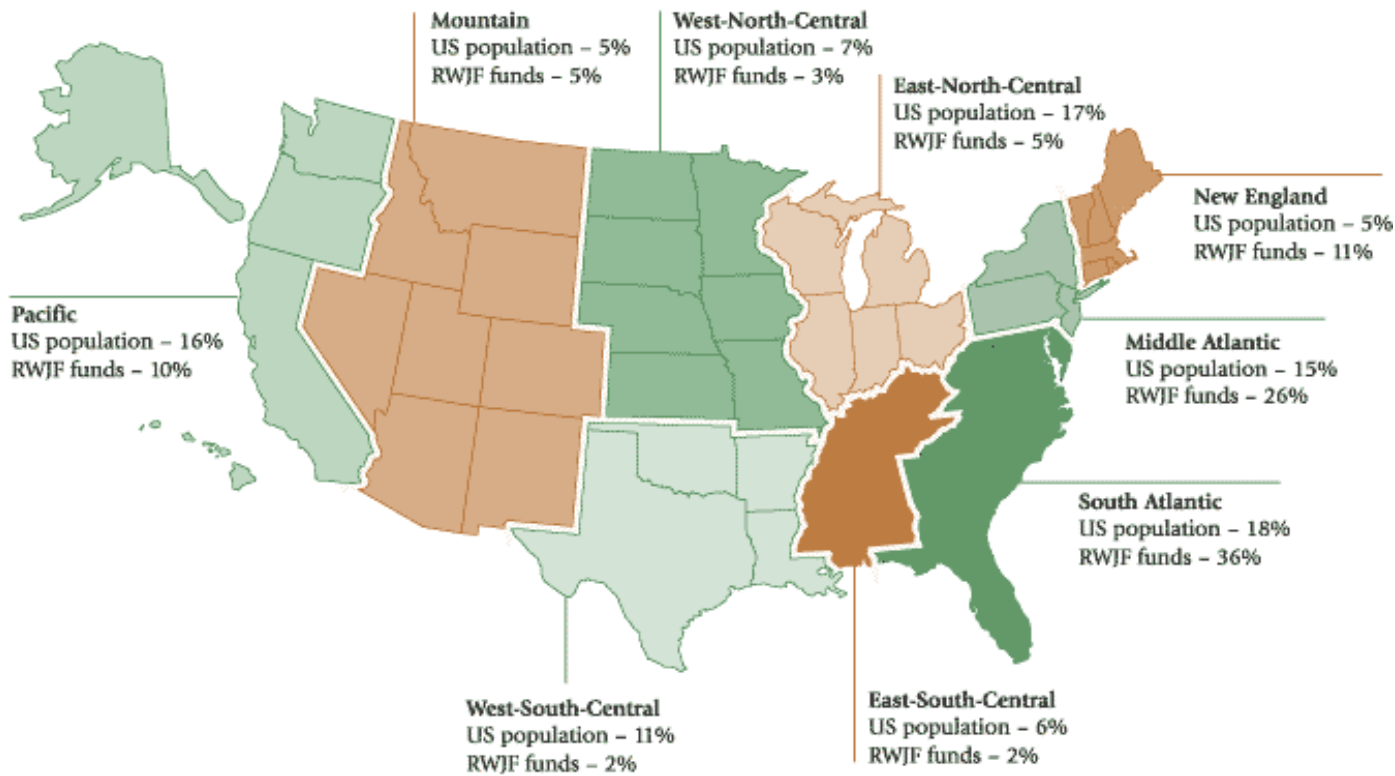 Mountain
US population – 5%
RWJF funds – 5%
West-North-Central
US population – 7%
RWJF funds – 3%
East-North-Central
US population – 17%
RWJF funds – 5%
New England
US population – 5%
RWJF funds – 11%
Pacific
US population – 16%
RWJF funds – 10%
Middle Atlantic
US population – 15%
RWJF funds – 26%
South Atlantic
US population – 18%
RWJF funds – 36%
West-South-Central
US population – 11%
RWJF funds – 2%
East-South-Central
US population – 6%
RWJF funds – 2%